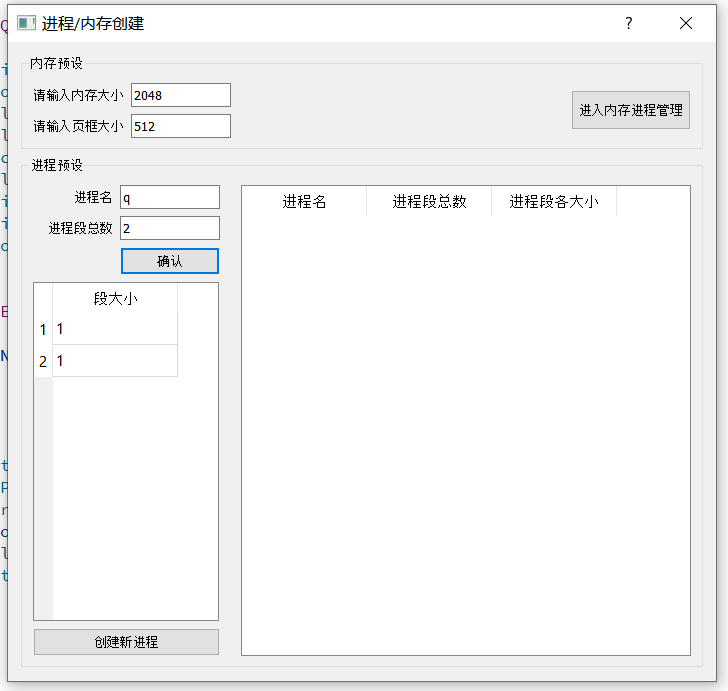 进程/内存创建
内存预设
请输入内存大小 2048
请输入页框大小 512
进入内存进程管理
进程预设
进程名 q
进程段总数 2
确认
段大小
1 1
2 1
创建新进程
进程名 进程段总数 进程段各大小